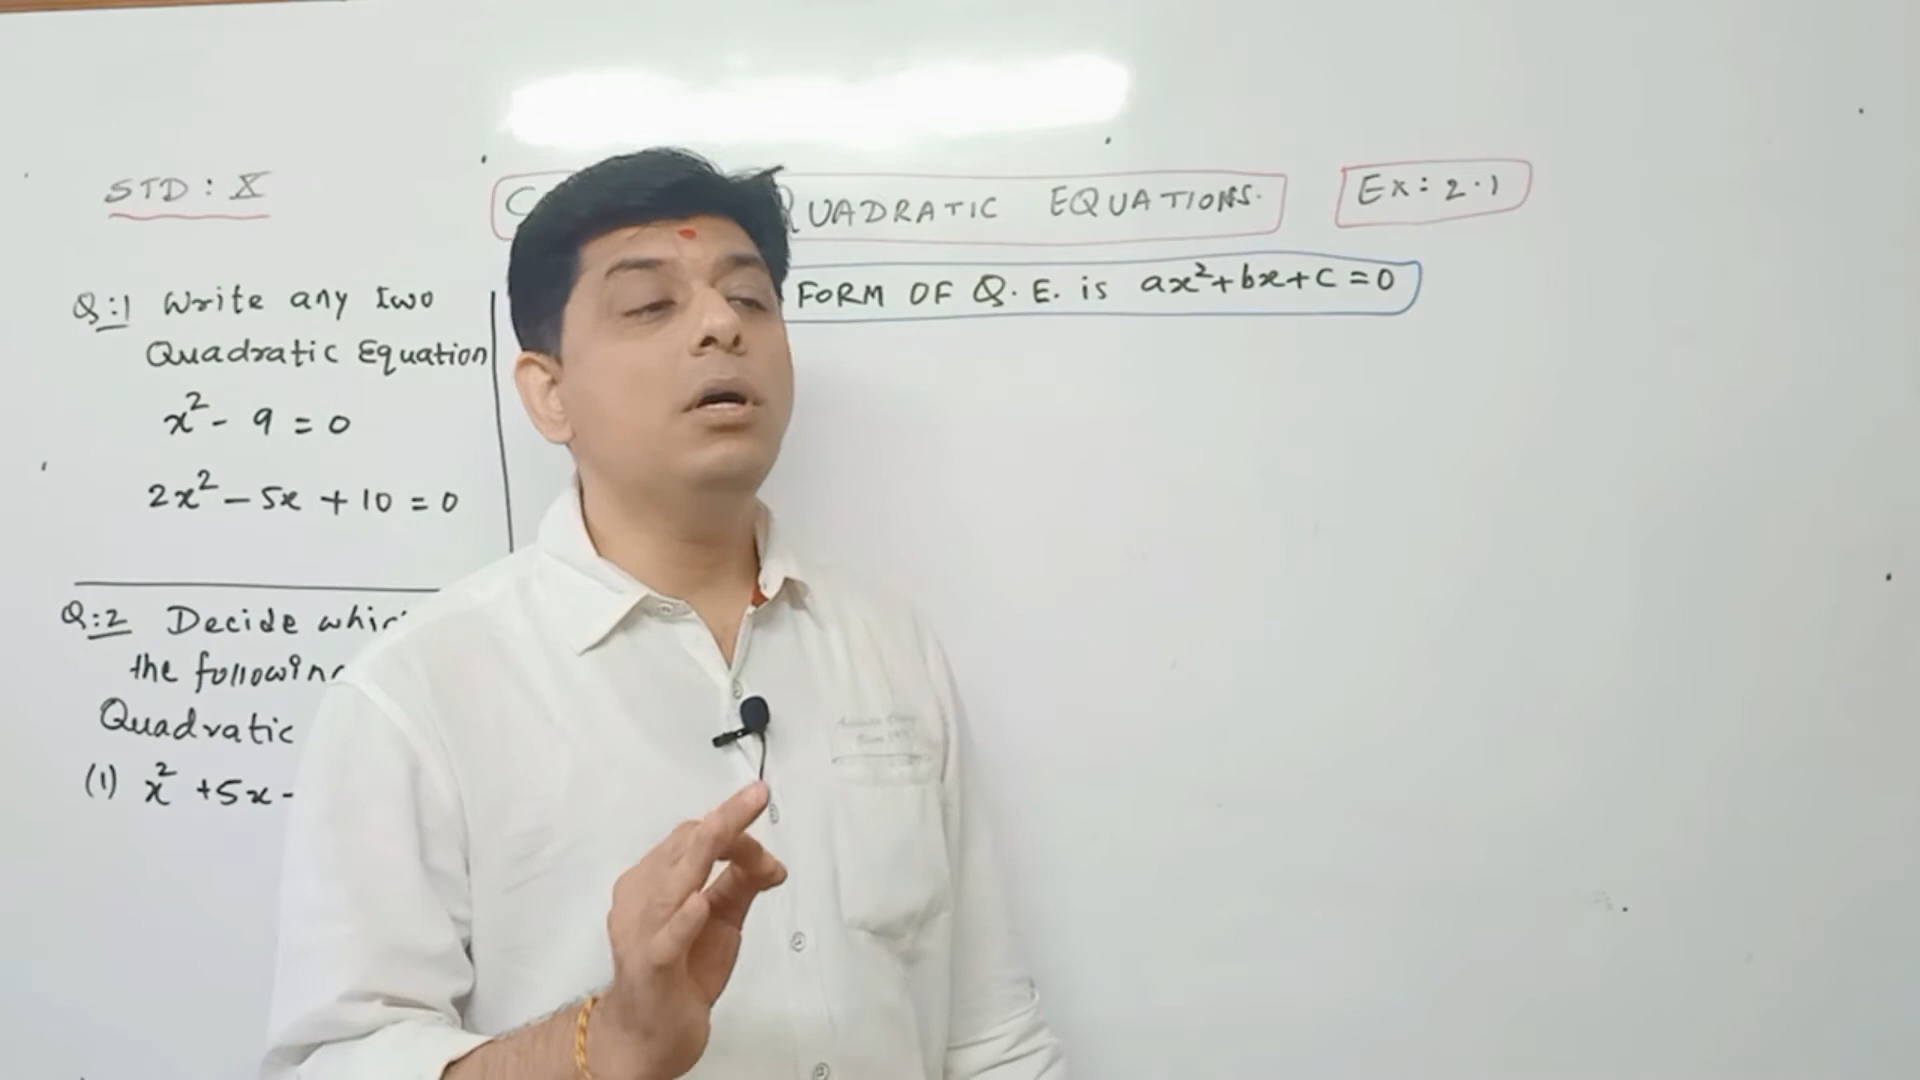 STD : X
QUADRATIC EQUATIONS.
Ex: 2.1
FORM OF Q.E. is ax²+bx+c=0
Q:1 Write any two
Quadratic Equation
x² - 9 = 0
2x² - 5x + 10 = 0
Q:2 Decide
the following
Quadratic
(1) x² +5x -